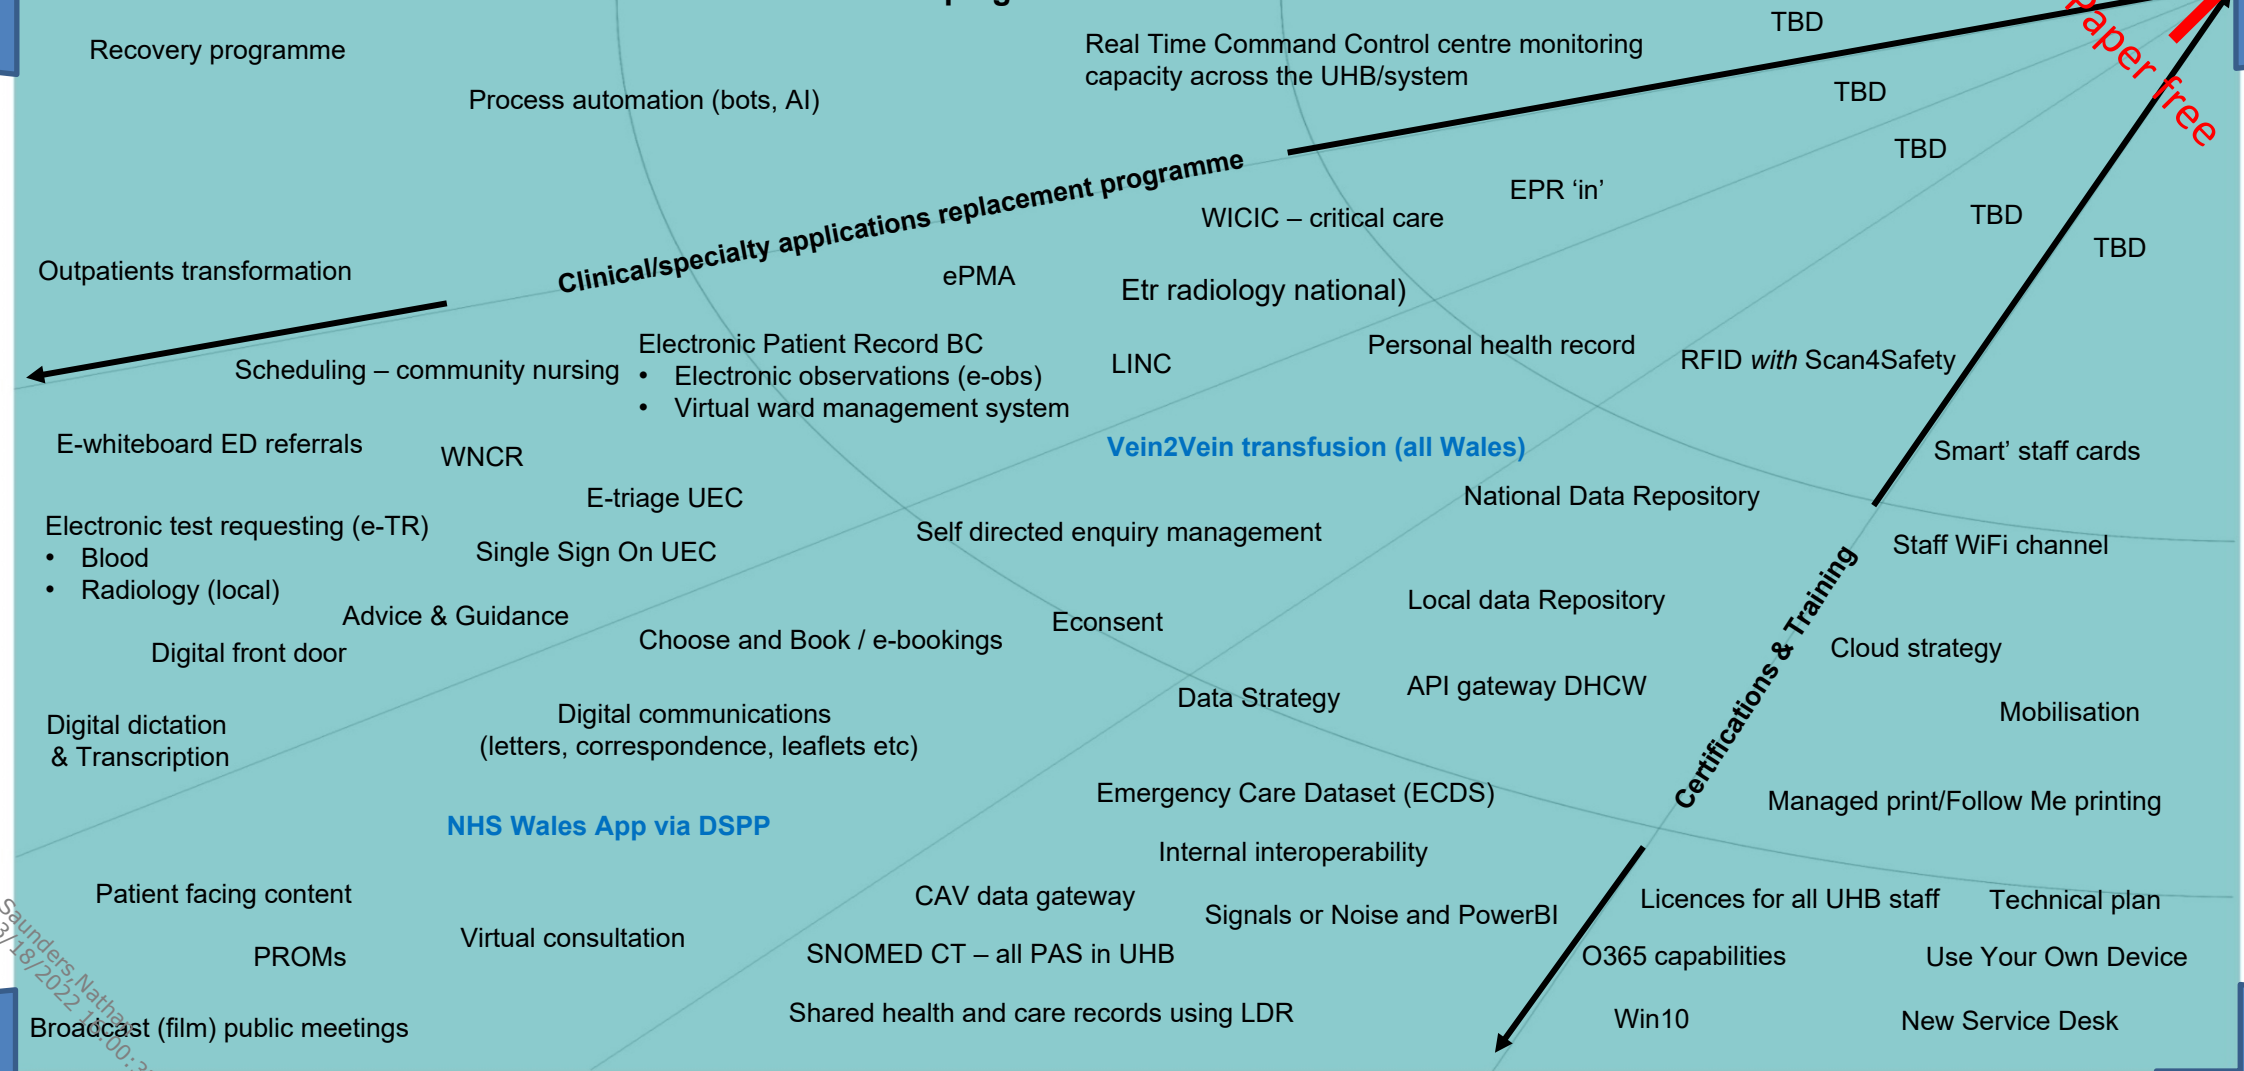 TBD
Paper free
Recovery programme
Real Time Command Control centre monitoring
capacity across the UHB/system
Process automation (bots, AI)
TBD
TBD
Clinical/specialty applications replacement programme
EPR ‘in’
WICIC – critical care
TBD
TBD
Outpatients transformation
ePMA
Etr radiology national)
Scheduling – community nursing
Electronic Patient Record BC
• Electronic observations (e-obs)
• Virtual ward management system
LINC
Personal health record
RFID with Scan4Safety
E-whiteboard ED referrals
WNCR
Vein2Vein transfusion (all Wales)
Smart’ staff cards
E-triage UEC
National Data Repository
Electronic test requesting (e-TR)
• Blood
• Radiology (local)
Single Sign On UEC
Self directed enquiry management
Staff WiFi channel
Advice & Guidance
Local data Repository
Certifications & Training
Digital front door
Choose and Book / e-bookings
Econsent
Cloud strategy
Data Strategy
API gateway DHCW
Digital dictation
& Transcription
Digital communications
(letters, correspondence, leaflets etc)
Mobilisation
NHS Wales App via DSPP
Emergency Care Dataset (ECDS)
Managed print/Follow Me printing
Internal interoperability
Patient facing content
CAV data gateway
Signals or Noise and PowerBI
Licences for all UHB staff
Technical plan
PROMs
Virtual consultation
SNOMED CT – all PAS in UHB
O365 capabilities
Use Your Own Device
Broadcast (film) public meetings
Shared health and care records using LDR
Win10
New Service Desk
Saunders,Nathan